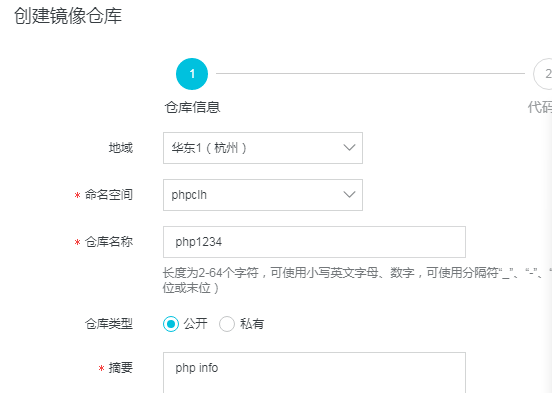 创建镜像仓库
1
2
仓库信息
代码
地域
华东1（杭州）
* 命名空间
phpclh
* 仓库名称
php1234
长度为2-64个字符，可使用小写英文字母、数字，可使用分隔符“_”、“-”、“
位或末位）
仓库类型
公开
私有
* 摘要
php info